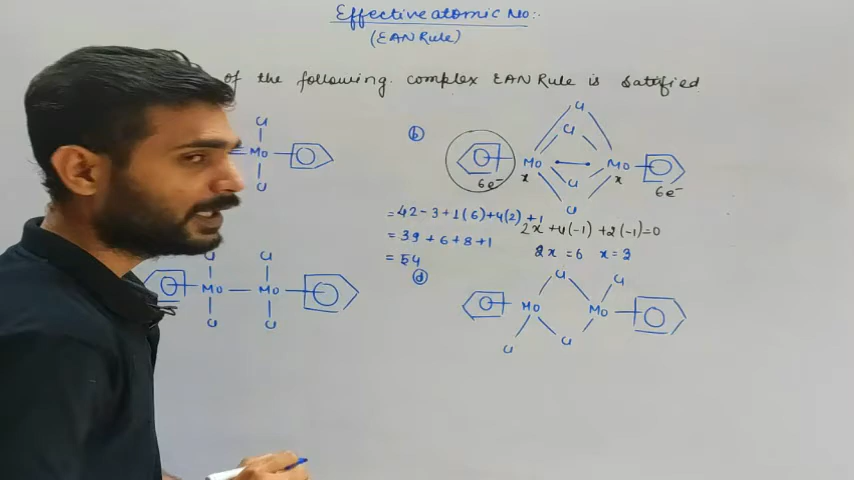 Effective atomic No:-
(EAN Rule)
of the following complex EAN Rule is satified
Cl
Mo
Cl
(b)
Cl
Cl
Mo
Mo
6e⁻
x
x
6e⁻
Cl
Cl
= 42 - 3 + 1(6) + 4(2) + 1
= 39 + 6 + 8 + 1
= 54
2x + 4(-1) + 2(-1) = 0
2x = 6 x = 3
Cl
Cl
Mo
Mo
Cl
Cl
(d)
Cl
Cl
Mo
Mo
Cl
Cl